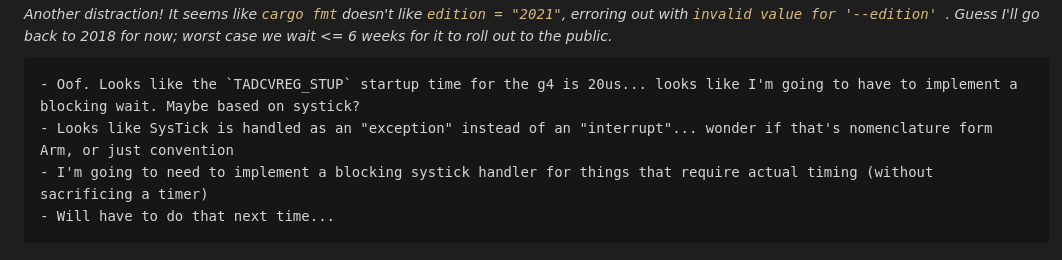 Another distraction! It seems like cargo fmt doesn't like edition = "2021", erroring out with invalid value for '--edition' . Guess I'll go
back to 2018 for now; worst case we wait <= 6 weeks for it to roll out to the public.
- Oof. Looks like the `TADCVREG_STUP` startup time for the g4 is 20us... looks like I'm going to have to implement a
blocking wait. Maybe based on systick?
- Looks like SysTick is handled as an "exception" instead of an "interrupt"... wonder if that's nomenclature form
Arm, or just convention
- I'm going to need to implement a blocking systick handler for things that require actual timing (without
sacrificing a timer)
- Will have to do that next time...